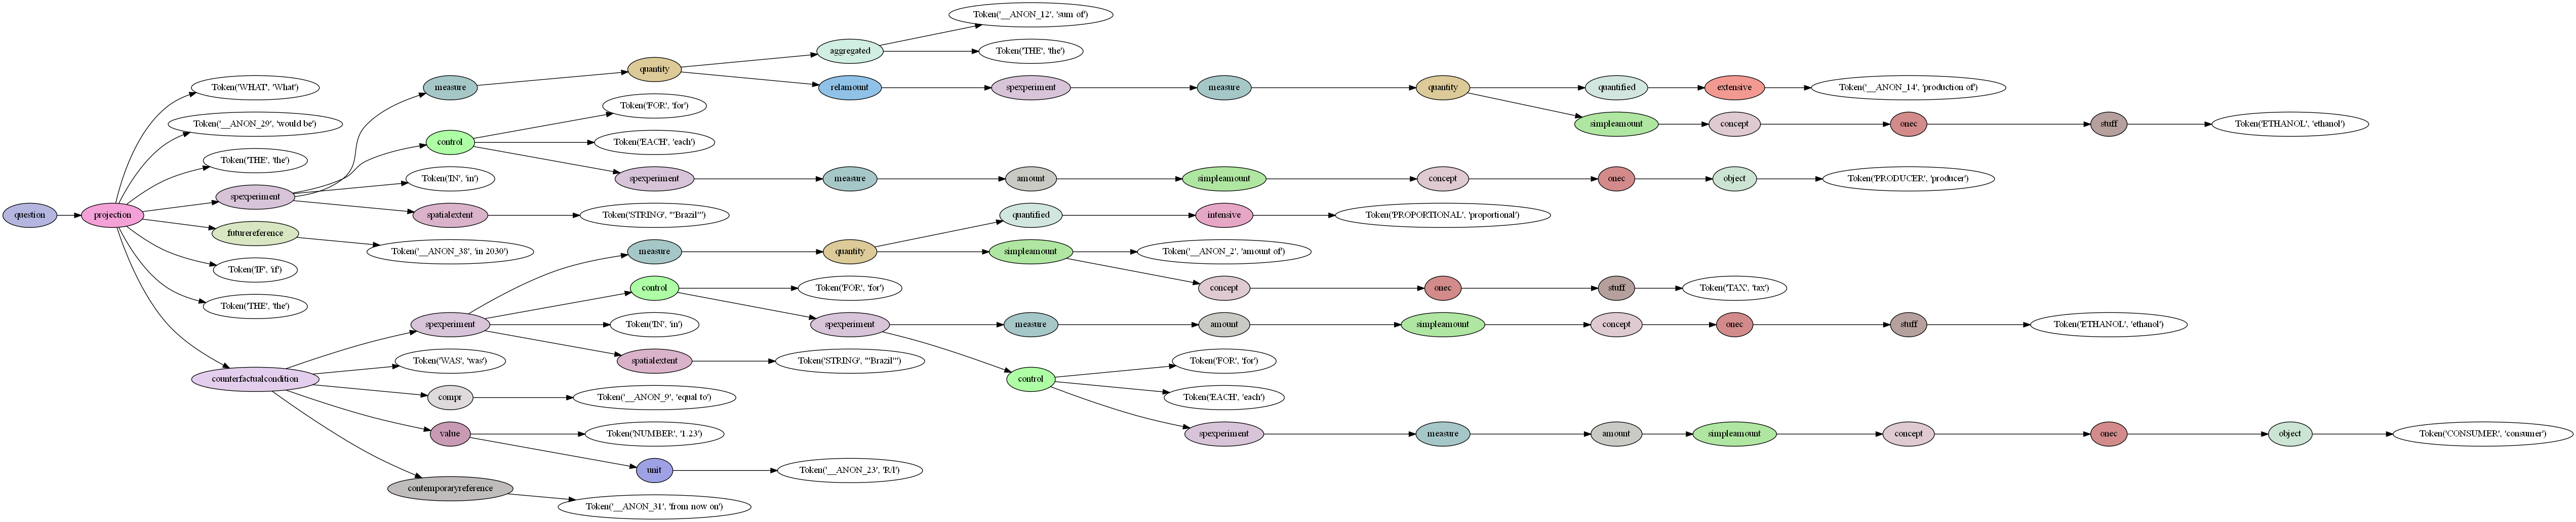 Token('__ANON_12', 'sum of')
aggregated
Token('THE', 'the')
quantity
Token('WHAT', 'What')
measure
relamount
spexperiment
measure
quantity
quantified
extensive
Token('__ANON_14', 'production of')
Token('FOR', 'for')
Token('__ANON_29', 'would be')
simpleamount
concept
onec
stuff
Token('ETHANOL', 'ethanol')
control
Token('EACH', 'each')
Token('THE', 'the')
Token('IN', 'in')
spexperiment
measure
amount
simpleamount
concept
onec
object
Token('PRODUCER', 'producer')
spexperiment
question
projection
spatialextent
Token('STRING', '"Brazil"')
quantified
intensive
Token('PROPORTIONAL', 'proportional')
futurereference
Token('__ANON_38', 'in 2030')
measure
quantity
simpleamount
Token('__ANON_2', 'amount of')
Token('IF', 'if')
control
Token('FOR', 'for')
concept
onec
stuff
Token('TAX', 'tax')
Token('THE', 'the')
spexperiment
Token('IN', 'in')
spexperiment
measure
amount
simpleamount
concept
onec
stuff
Token('ETHANOL', 'ethanol')
Token('WAS', 'was')
spatialextent
Token('STRING', '"Brazil"')
Token('FOR', 'for')
counterfactualcondition
control
compr
Token('__ANON_9', 'equal to')
Token('EACH', 'each')
value
Token('NUMBER', '1.23')
spexperiment
measure
amount
simpleamount
concept
onec
object
Token('CONSUMER', 'consumer')
unit
Token('__ANON_23', 'R/l')
contemporaryreference
Token('__ANON_31', 'from now on')